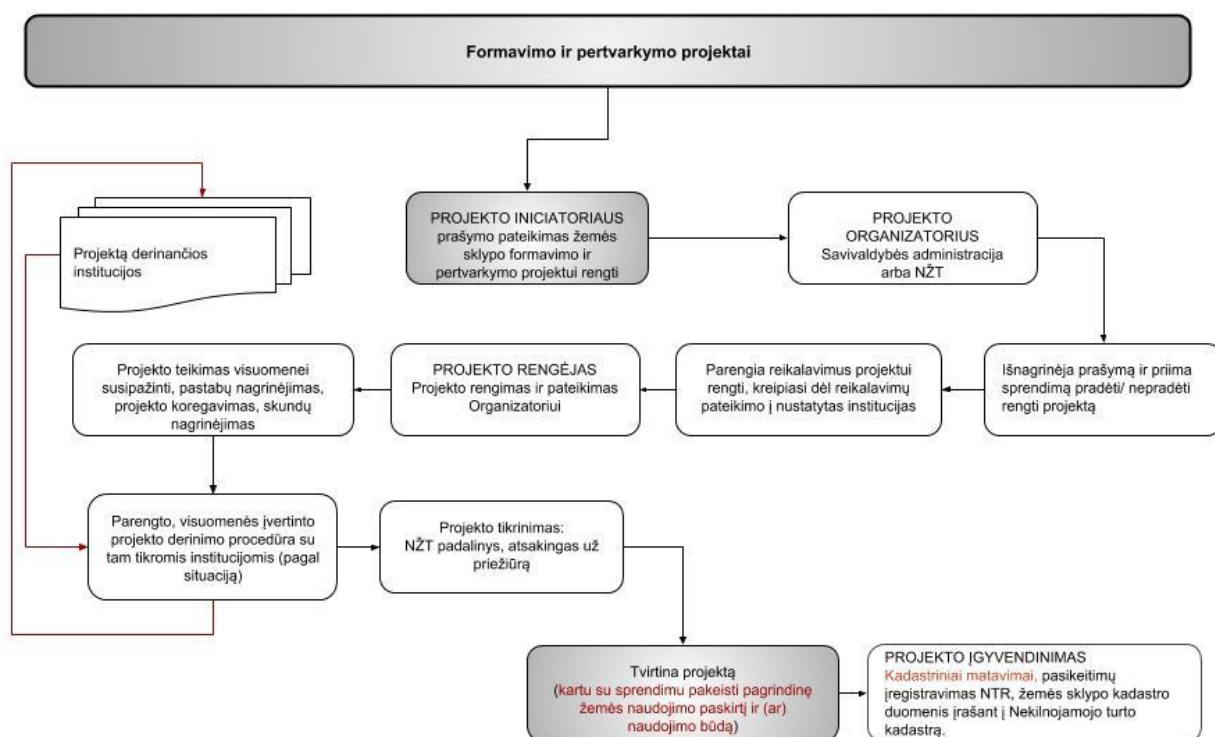 Formavimo ir pertvarkymo projektai
Projektą derinančios
institucijos
PROJEKTO INICIATORIAUS
prašymo pateikimas žemės
sklypo formavimo ir
pertvarkymo projektui rengti
PROJEKTO
ORGANIZATORIUS
Savivaldybės administracija
arba NŽT
Išnagrinėja prašymą ir priima
sprendimą pradėti/ nepradėti
rengti projektą
Parengia reikalavimus projektui
rengti, kreipiasi dėl reikalavimų
pateikimo į nustatytas institucijas
PROJEKTO RENGĖJAS
Projekto rengimas ir pateikimas
Organizatoriui
Projekto teikimas visuomenei
susipažinti, pastabų nagrinėjimas,
projekto koregavimas, skundų
nagrinėjimas
Parengto, visuomenės įvertinto
projekto derinimo procedūra su
tam tikromis institucijomis (pagal
situaciją)
Projekto tikrinimas:
NŽT padalinys, atsakingas už
priežiūrą
Tvirtina projektą
(kartu su sprendimu pakeisti pagrindinę
žemės naudojimo paskirtį ir (ar)
naudojimo būdą)
PROJEKTO ĮGYVENDINIMAS
Kadastriniai matavimai, pasikeitimų
įregistravimas NTR, žemės sklypo kadastro
duomenis įrašant į Nekilnojamojo turto
kadastrą.